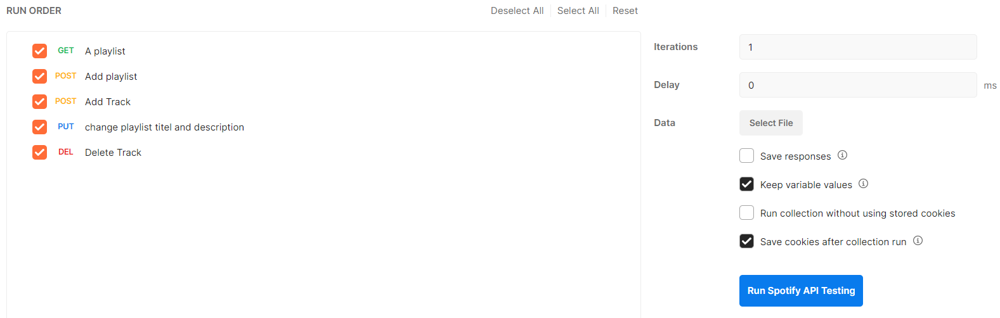 RUN ORDER
Deselect All
Select All
Reset
GET A playlist
POST Add playlist
POST Add Track
PUT change playlist titel and description
DEL Delete Track
Iterations 1
Delay 0 ms
Data Select File
Save responses
Keep variable values
Run collection without using stored cookies
Save cookies after collection run
Run Spotify API Testing